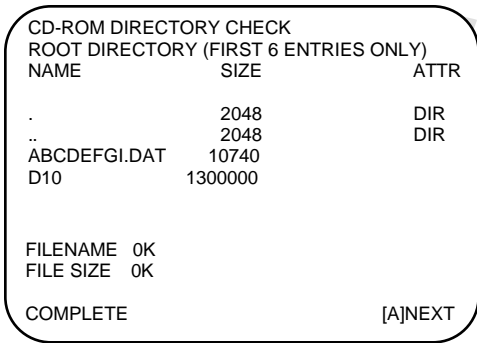 CD-ROM DIRECTORY CHECK
ROOT DIRECTORY (FIRST 6 ENTRIES ONLY)
NAME SIZE ATTR
. 2048 DIR
.. 2048 DIR
ABCDEFGI.DAT 10740
D10 1300000
FILENAME 0K
FILE SIZE 0K
COMPLETE [A]NEXT